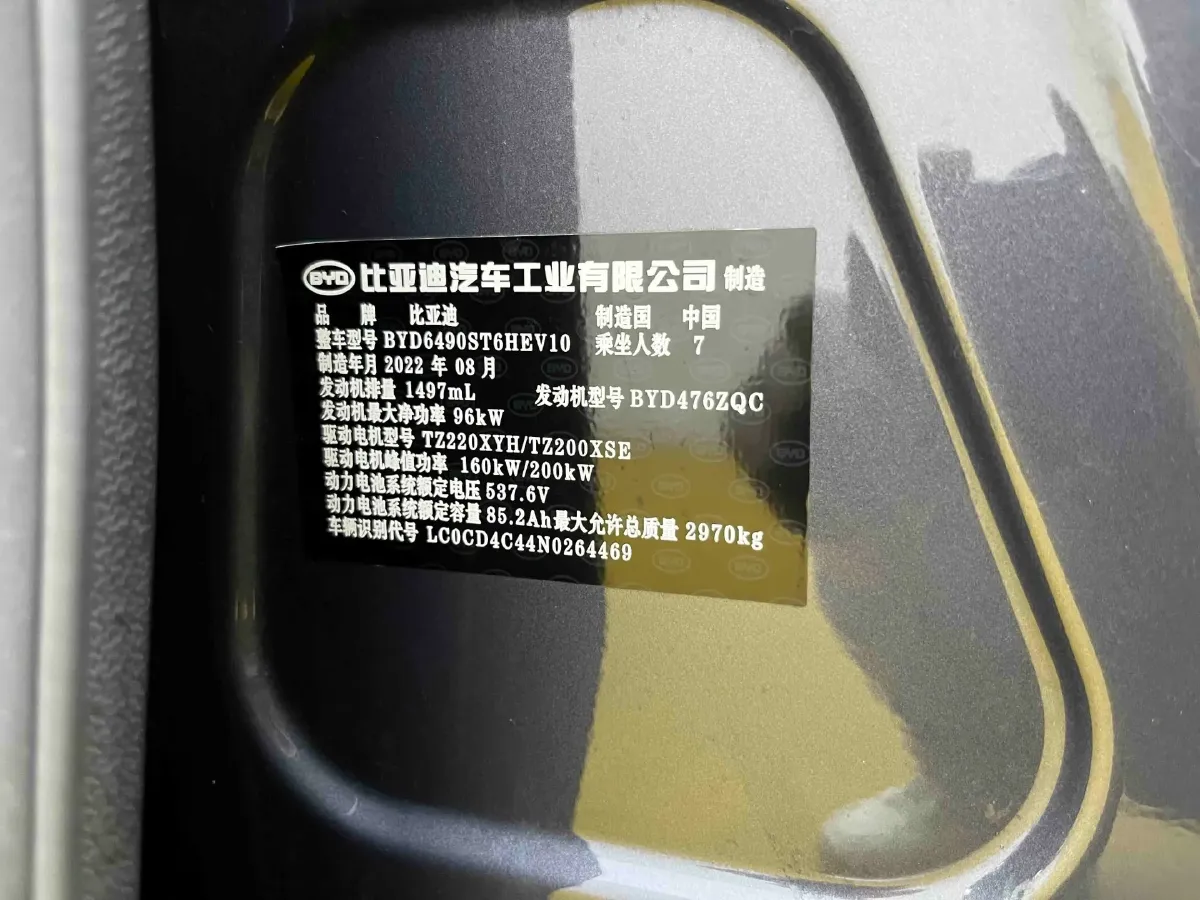 BYD 比亚迪汽车工业有限公司 制造
品 牌 比亚迪 制造国 中国
整车型号 BYD6490ST6HEV10 乘坐人数 7
制造年月 2022 年 08 月
发动机排量 1497mL 发动机型号 BYD476ZQC
发动机最大净功率 96kW
驱动电机型号 TZ220XYH/TZ200XSE
驱动电机峰值功率 160kW/200kW
动力电池系统额定电压 537.6V
动力电池系统额定容量 85.2Ah 最大允许总质量 2970kg
车辆识别代号 LC0CD4C44N0264469